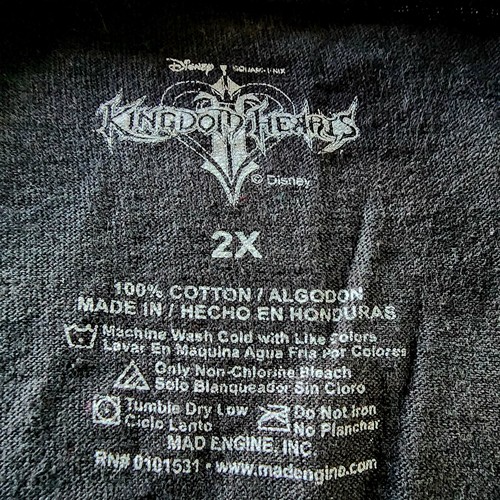 Disney SQUARE ENIX
KINGDOM HEARTS
© Disney
2X
100% COTTON / ALGODON
MADE IN / HECHO EN HONDURAS
Machine Wash Cold with Like Colors
Lavar En Maquina Agua Fria Por Colores
Only Non-Chlorine Bleach
Solo Blanqueador Sin Cloro
Tumble Dry Low Do Not Iron
Ciclo Lento No Planchar
MAD ENGINE, INC.
RN# 0101531 • www.madengine.com